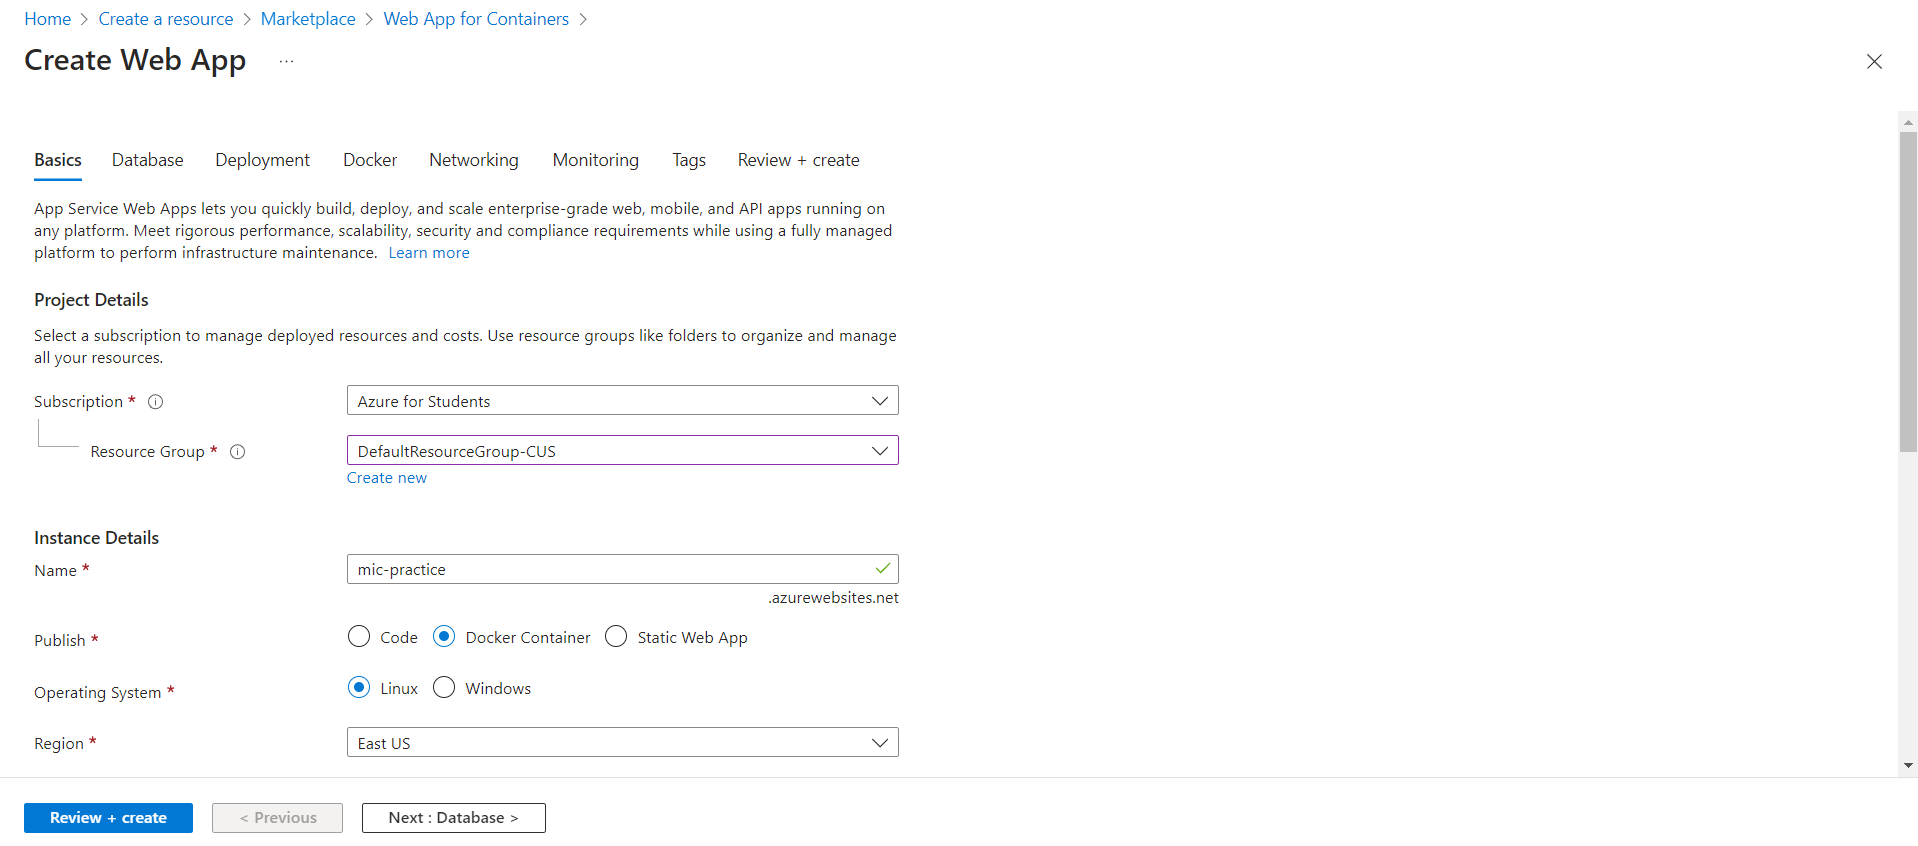 Home > Create a resource > Marketplace > Web App for Containers >
Create Web App ...
Basics Database Deployment Docker Networking Monitoring Tags Review + create
App Service Web Apps lets you quickly build, deploy, and scale enterprise-grade web, mobile, and API apps running on
any platform. Meet rigorous performance, scalability, security and compliance requirements while using a fully managed
platform to perform infrastructure maintenance. Learn more
Project Details
Select a subscription to manage deployed resources and costs. Use resource groups like folders to organize and manage
all your resources.
Subscription * Azure for Students
Resource Group * DefaultResourceGroup-CUS
Create new
Instance Details
Name * mic-practice
.azurewebsites.net
Publish * Code Docker Container Static Web App
Operating System * Linux Windows
Region * East US
Review + create < Previous Next : Database >